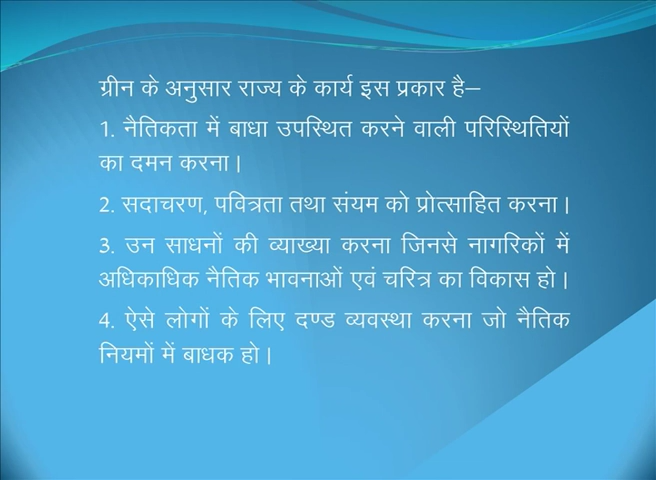 ग्रीन के अनुसार राज्य के कार्य इस प्रकार है–
1. नैतिकता में बाधा उपस्थित करने वाली परिस्थितियों
का दमन करना।
2. सदाचरण, पवित्रता तथा संयम को प्रोत्साहित करना।
3. उन साधनों की व्याख्या करना जिनसे नागरिकों में
अधिकाधिक नैतिक भावनाओं एवं चरित्र का विकास हो।
4. ऐसे लोगों के लिए दण्ड व्यवस्था करना जो नैतिक
नियमों में बाधक हो।